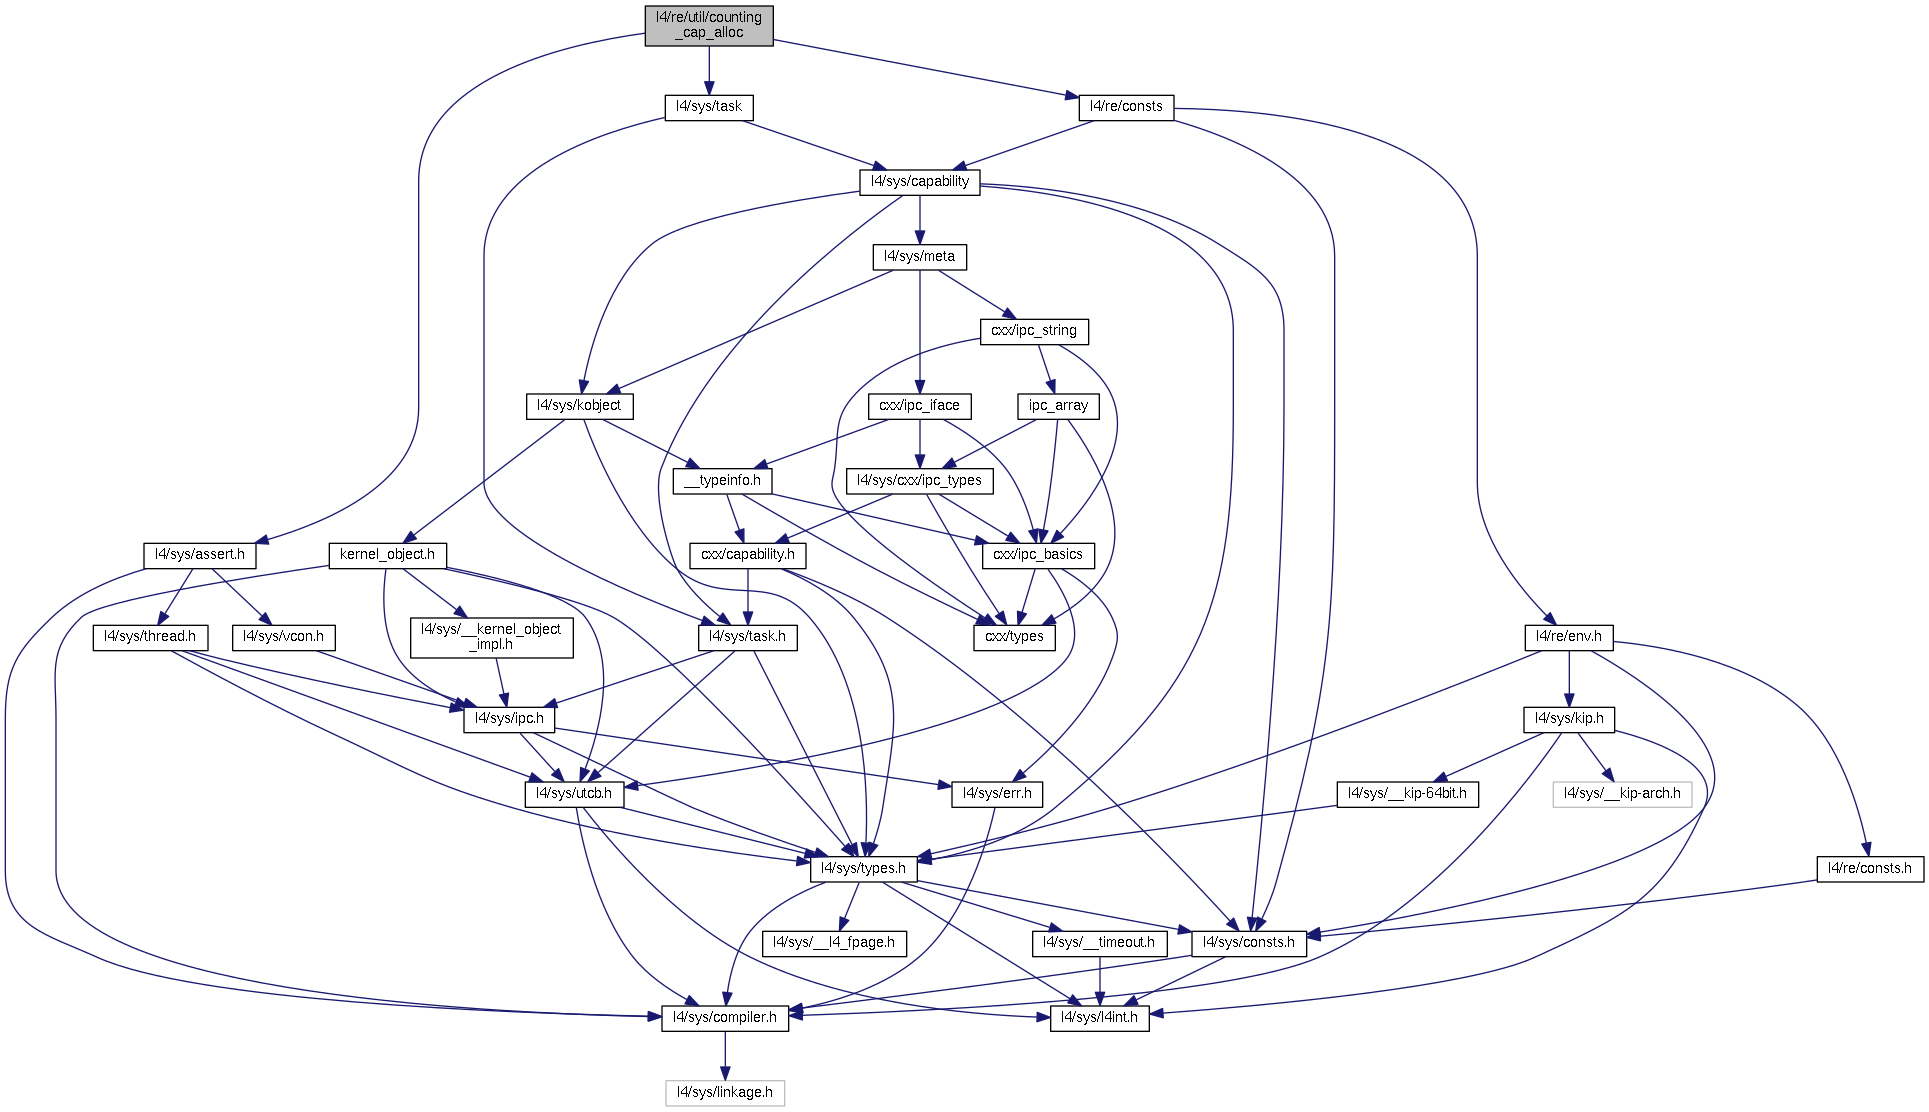 l4/re/util/counting
_cap_alloc
l4/sys/task
l4/re/consts
l4/sys/capability
l4/sys/meta
cxx/ipc_string
l4/sys/kobject
cxx/ipc_iface
ipc_array
__typeinfo.h
l4/sys/cxx/ipc_types
l4/sys/assert.h
kernel_object.h
cxx/capability.h
cxx/ipc_basics
l4/sys/thread.h
l4/sys/vcon.h
l4/sys/__kernel_object
_impl.h
l4/sys/task.h
cxx/types
l4/re/env.h
l4/sys/ipc.h
l4/sys/kip.h
l4/sys/utcb.h
l4/sys/err.h
l4/sys/__kip-64bit.h
l4/sys/__kip-arch.h
l4/sys/types.h
l4/re/consts.h
l4/sys/__l4_fpage.h
l4/sys/__timeout.h
l4/sys/consts.h
l4/sys/compiler.h
l4/sys/l4int.h
l4/sys/linkage.h